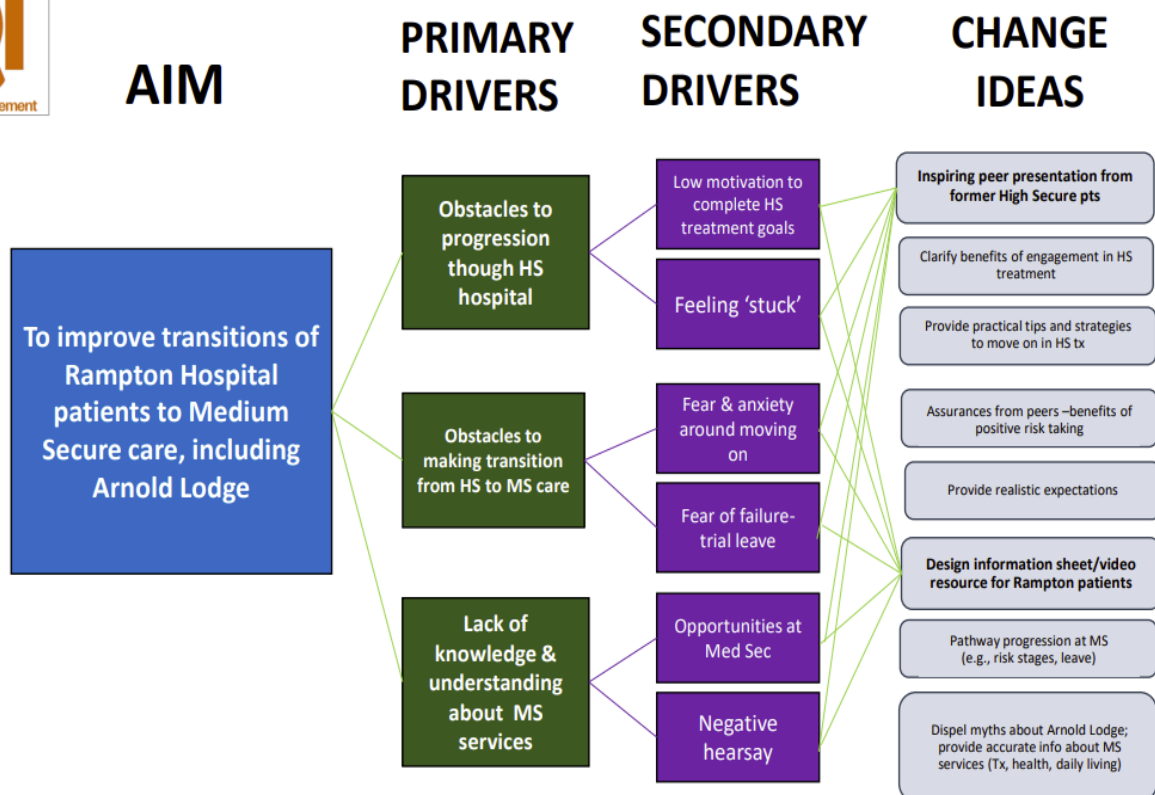 ement
AIM
PRIMARY
DRIVERS
SECONDARY
DRIVERS
CHANGE
IDEAS
To improve transitions of
Rampton Hospital
patients to Medium
Secure care, including
Arnold Lodge
Obstacles to
progression
though HS
hospital
Obstacles to
making transition
from HS to MS care
Lack of
knowledge &
understanding
about MS
services
Low motivation to
complete HS
treatment goals
Feeling ‘stuck’
Fear & anxiety
around moving
on
Fear of failure-
trial leave
Opportunities at
Med Sec
Negative
hearsay
Inspiring peer presentation from
former High Secure pts
Clarify benefits of engagement in HS
treatment
Provide practical tips and strategies
to move on in HS tx
Assurances from peers –benefits of
positive risk taking
Provide realistic expectations
Design information sheet/video
resource for Rampton patients
Pathway progression at MS
(e.g., risk stages, leave)
Dispel myths about Arnold Lodge;
provide accurate info about MS
services (Tx, health, daily living)